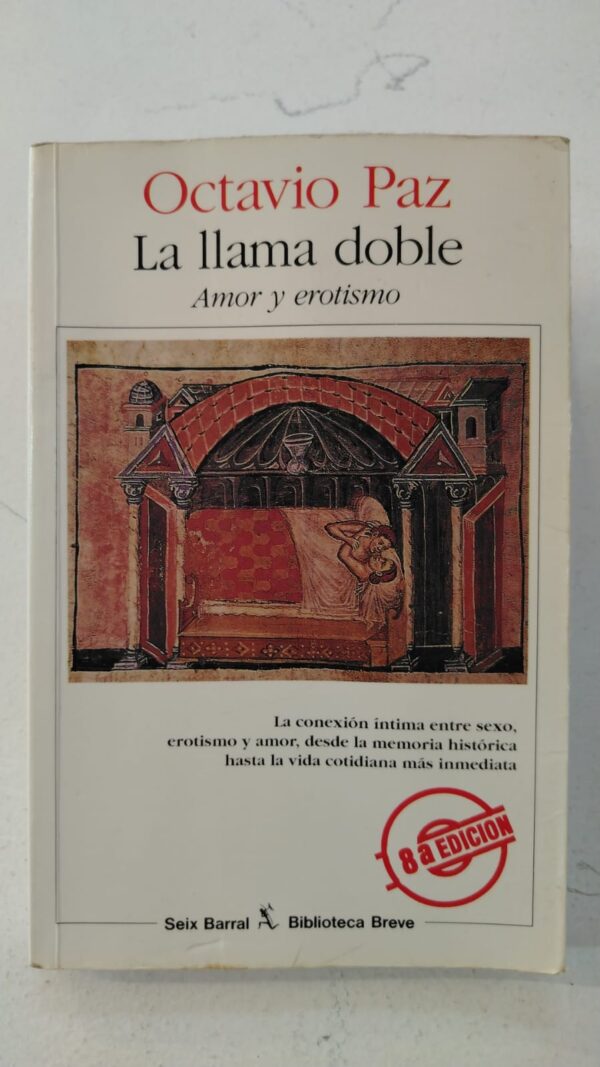 Octavio Paz
La llama doble
Amor y erotismo
La conexión íntima entre sexo,
erotismo y amor, desde la memoria histórica
hasta la vida cotidiana más inmediata
8a EDICION
Seix Barral Biblioteca Breve